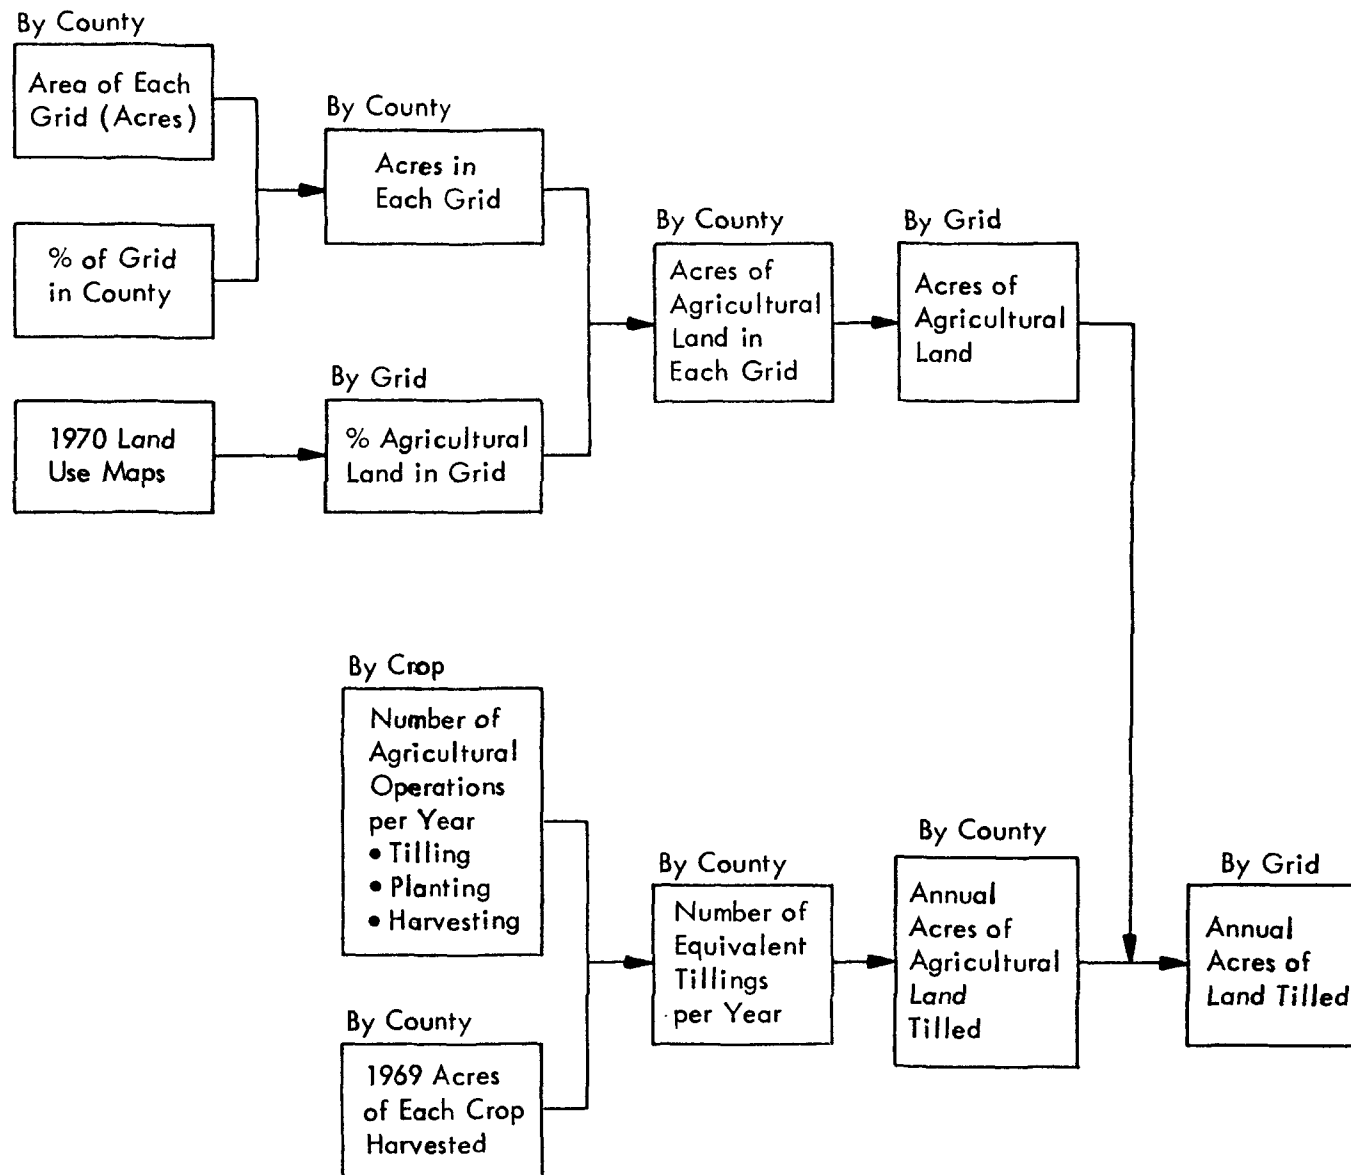 By County
Area of Each
Grid (Acres)
% of Grid
in County
1970 Land
Use Maps
By County
Acres in
Each Grid
By Grid
% Agricultural
Land in Grid
By County
Acres of
Agricultural
Land in
Each Grid
By Grid
Acres of
Agricultural
Land
By Crop
Number of
Agricultural
Operations
per Year
• Tilling
• Planting
• Harvesting
By County
1969 Acres
of Each Crop
Harvested
By County
Number of
Equivalent
Tillings
per Year
By County
Annual
Acres of
Agricultural
Land
Tilled
By Grid
Annual
Acres of
Land Tilled